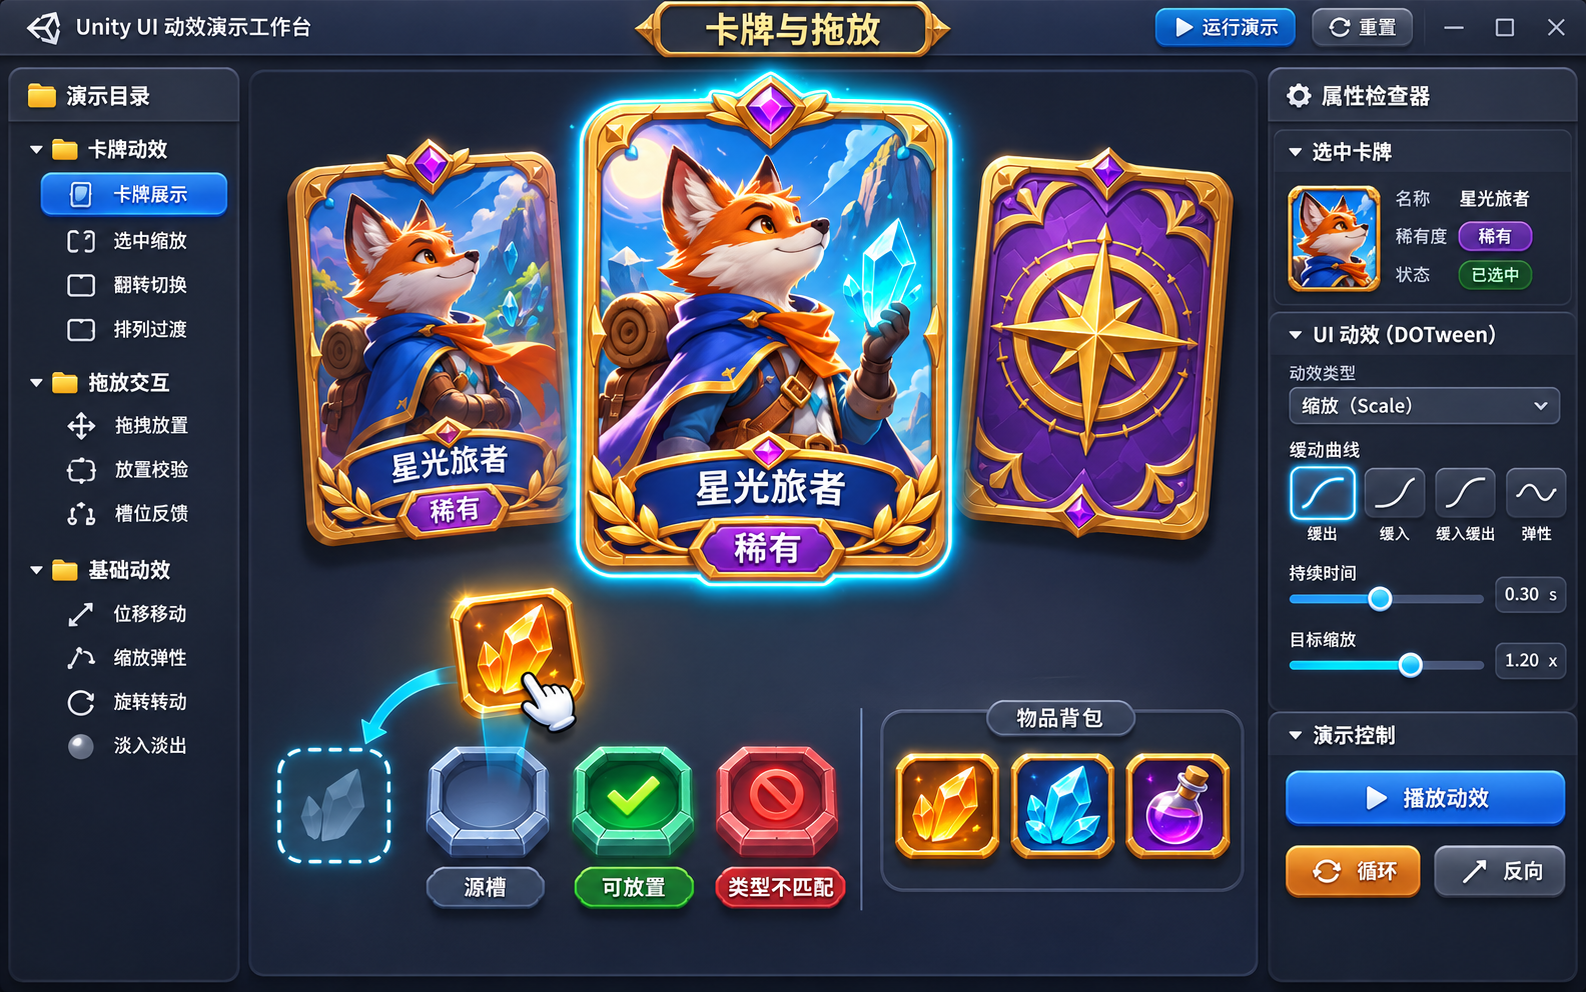 Unity UI 动效演示工作台
卡牌与拖放
运行演示
重置
演示目录
卡牌动效
卡牌展示
选中缩放
翻转切换
排列过渡
拖放交互
拖拽放置
放置校验
槽位反馈
基础动效
位移移动
缩放弹性
旋转转动
淡入淡出
星光旅者
稀有
星光旅者
稀有
源槽
可放置
类型不匹配
物品背包
属性检查器
选中卡牌
名称 星光旅者
稀有度 稀有
状态 已选中
UI 动效 (DOTween)
动效类型
缩放（Scale）
缓动曲线
缓出 缓入 缓入缓出 弹性
持续时间
0.30 s
目标缩放
1.20 x
演示控制
播放动效
循环
反向